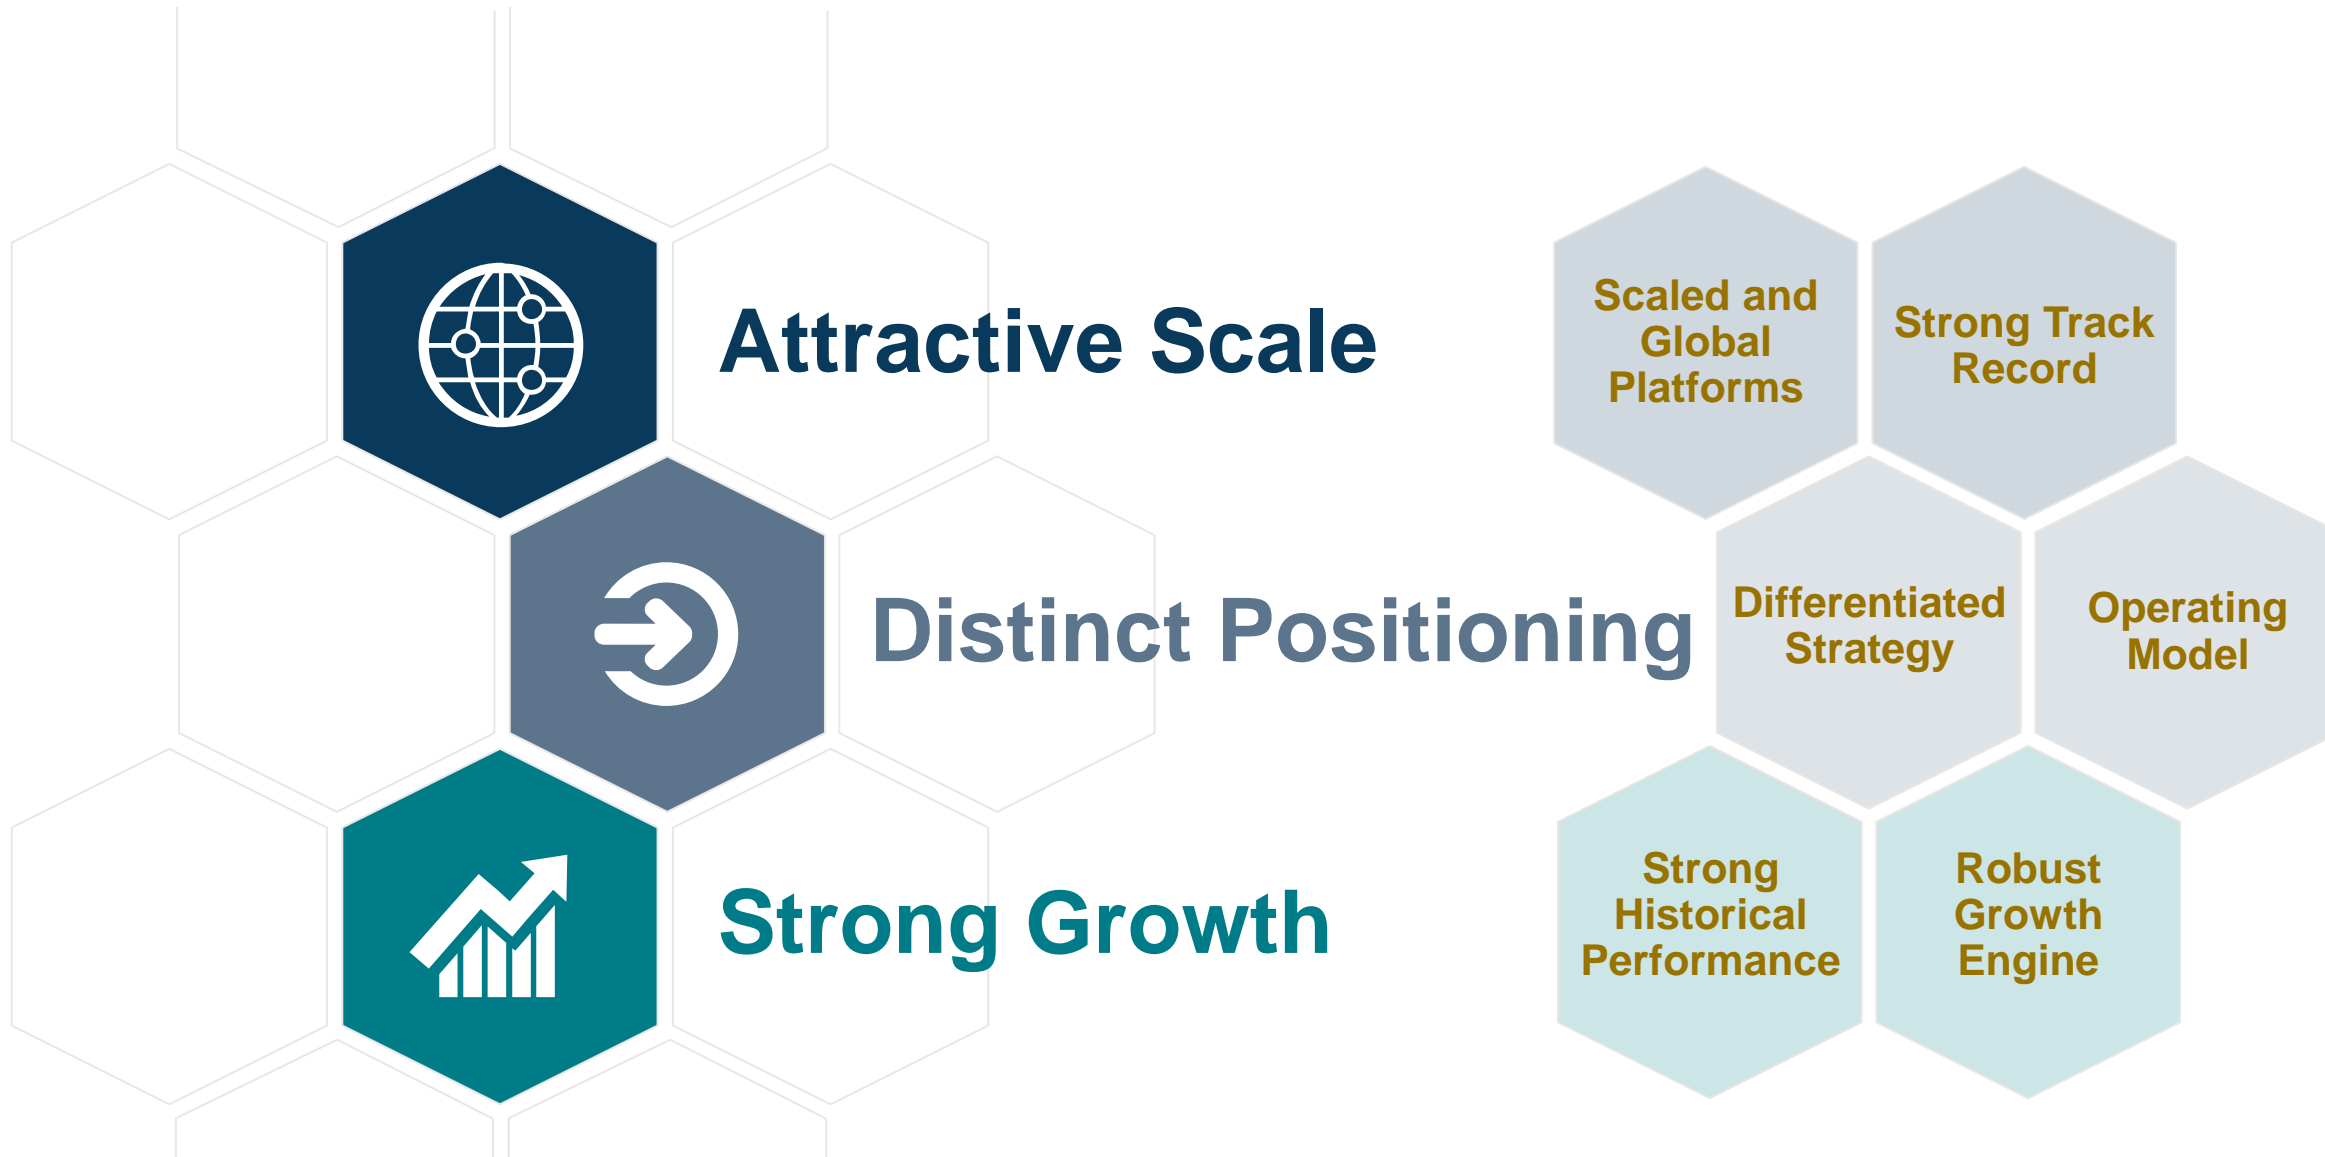 Attractive Scale
Scaled and
Global
Platforms
Strong Track
Record
Distinct Positioning
Differentiated
Strategy
Operating
Model
Strong Growth
Strong
Historical
Performance
Robust
Growth
Engine